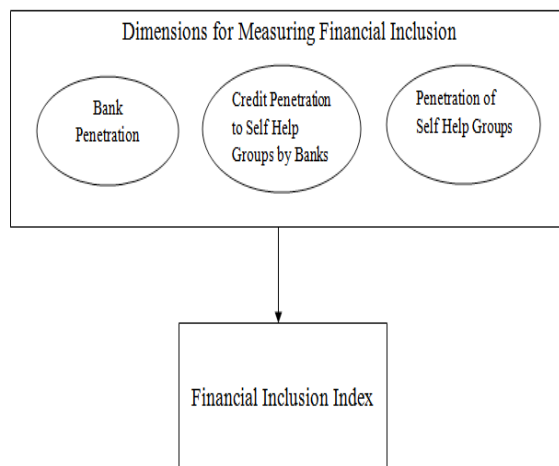 Dimensions for Measuring Financial Inclusion
Bank
Penetration
Credit Penetration
to Self Help
Groups by Banks
Penetration of
Self Help Groups
Financial Inclusion Index